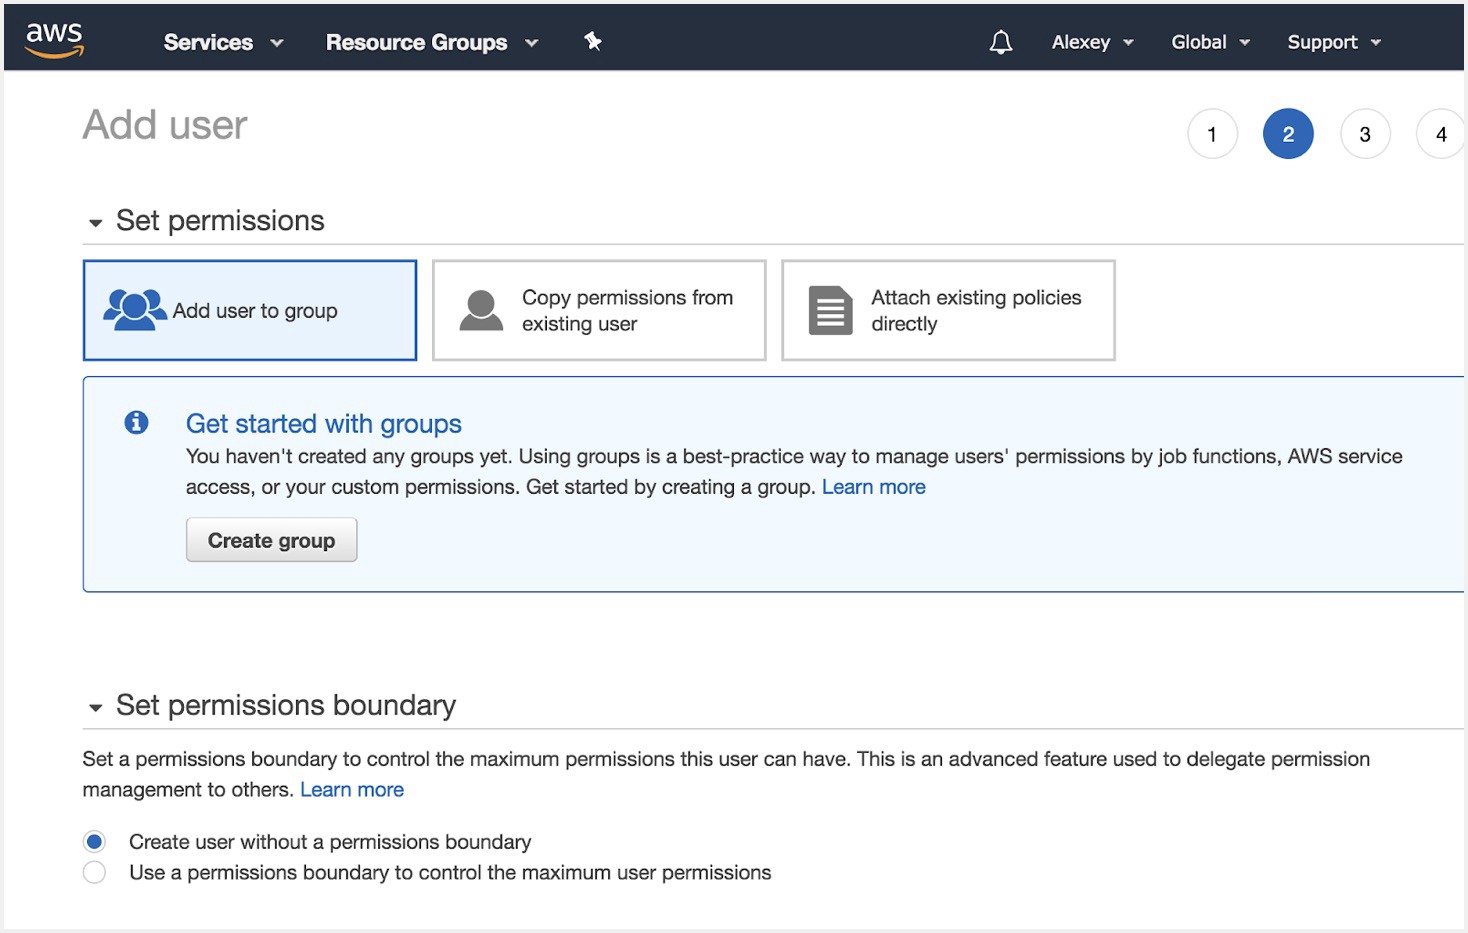 aws Services Resource Groups Alexey Global Support
Add user
1 2 3 4
Set permissions
Add user to group
Copy permissions from
existing user
Attach existing policies
directly
Get started with groups
You haven't created any groups yet. Using groups is a best-practice way to manage users' permissions by job functions, AWS service
access, or your custom permissions. Get started by creating a group. Learn more
Create group
Set permissions boundary
Set a permissions boundary to control the maximum permissions this user can have. This is an advanced feature used to delegate permission
management to others. Learn more
Create user without a permissions boundary
Use a permissions boundary to control the maximum user permissions